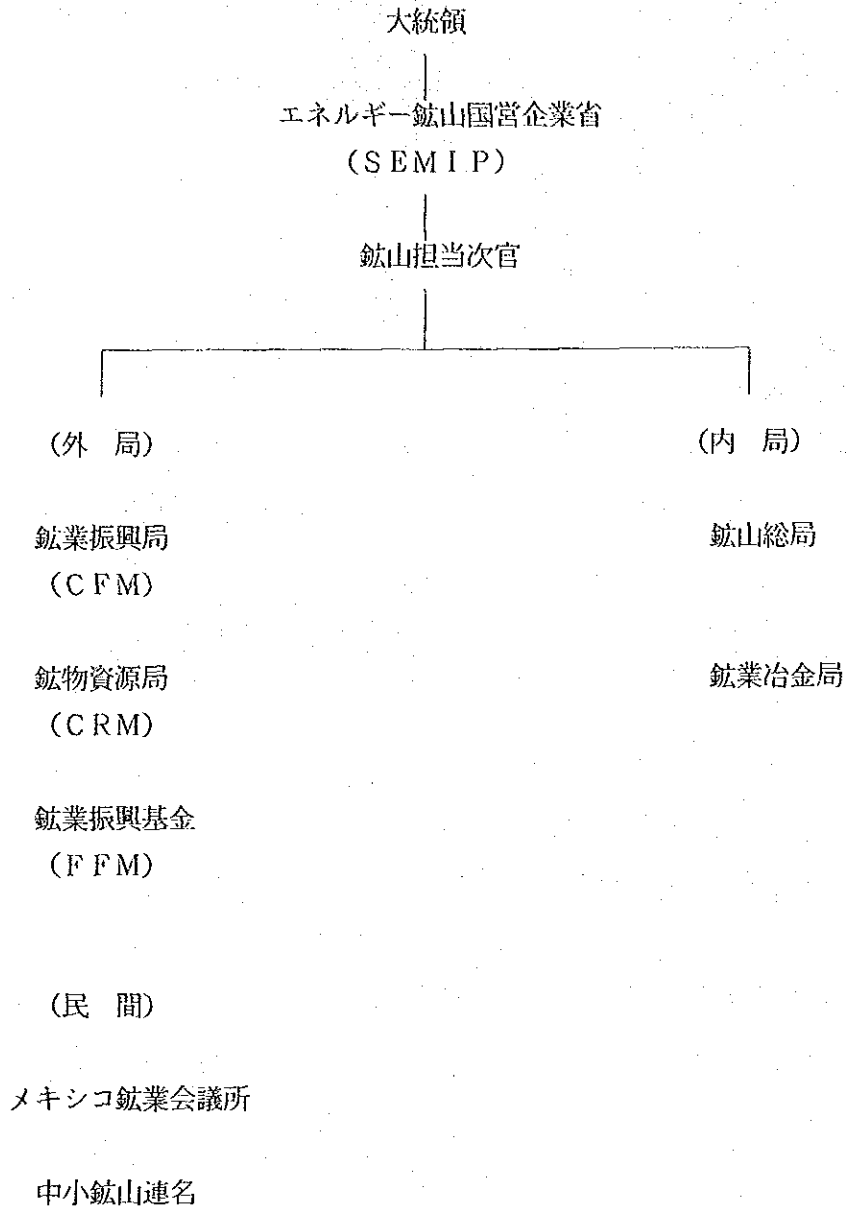 大統領
エネルギー鉱山国営企業省
(SEMIP)
鉱山担当次官
(外 局)
鉱業振興局
(CFM)
鉱物資源局
(CRM)
鉱業振興基金
(FFM)
(内 局)
鉱山総局
鉱業冶金局
(民 間)
メキシコ鉱業会議所
中小鉱山連名